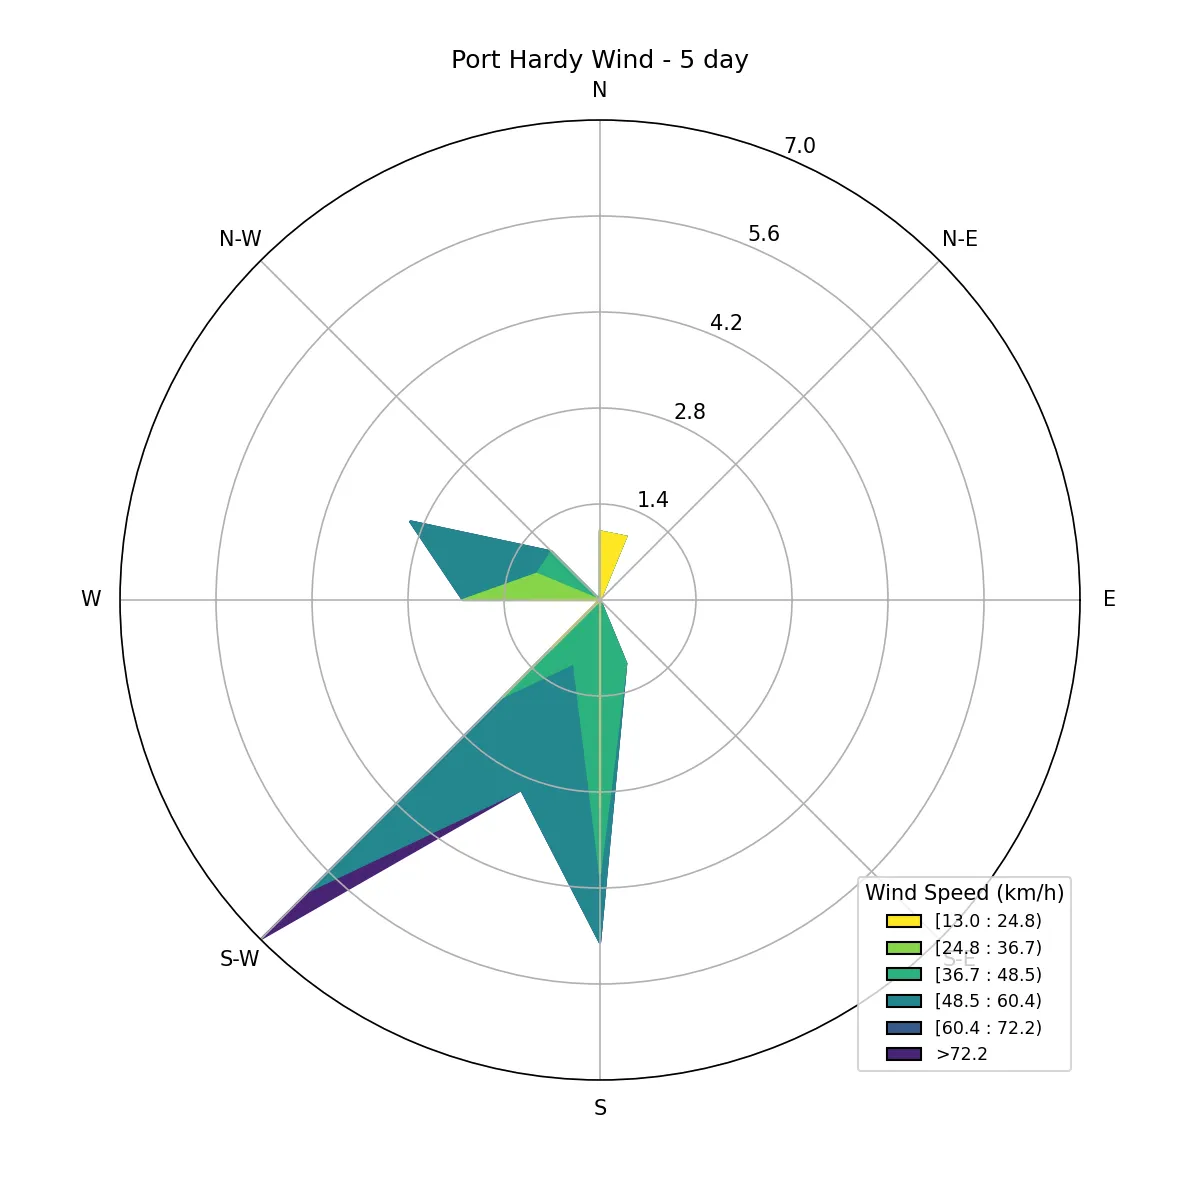 Port Hardy Wind - 5 day
N
7.0
5.6
N-W
N-E
4.2
2.8
1.4
W
E
S-W
S-E
S
Wind Speed (km/h)
[13.0 : 24.8)
[24.8 : 36.7)
[36.7 : 48.5)
[48.5 : 60.4)
[60.4 : 72.2)
>72.2